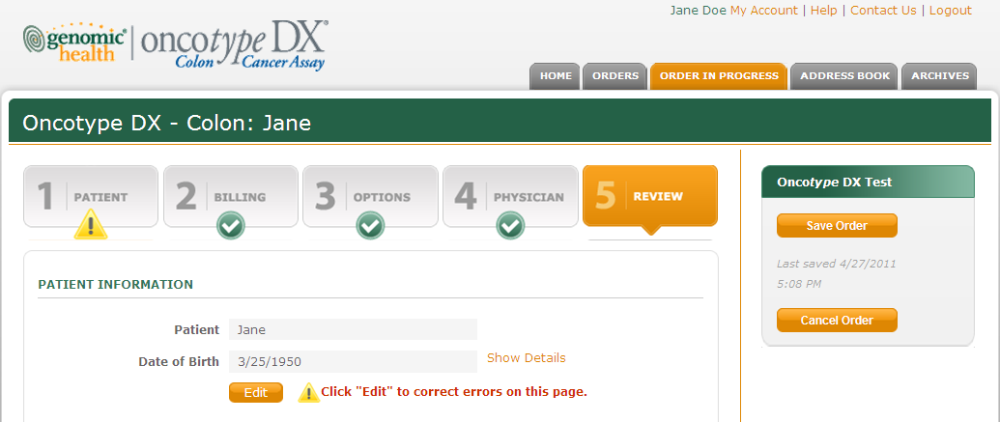 Jane Doe My Account | Help | Contact Us | Logout
genomic health | oncotype DX®
Colon Cancer Assay
HOME ORDERS ORDER IN PROGRESS ADDRESS BOOK ARCHIVES
Oncotype DX - Colon: Jane
1 PATIENT 2 BILLING 3 OPTIONS 4 PHYSICIAN 5 REVIEW
PATIENT INFORMATION
Patient Jane
Date of Birth 3/25/1950 Show Details
Edit Click "Edit" to correct errors on this page.
Oncotype DX Test
Save Order
Last saved 4/27/2011
5:08 PM
Cancel Order